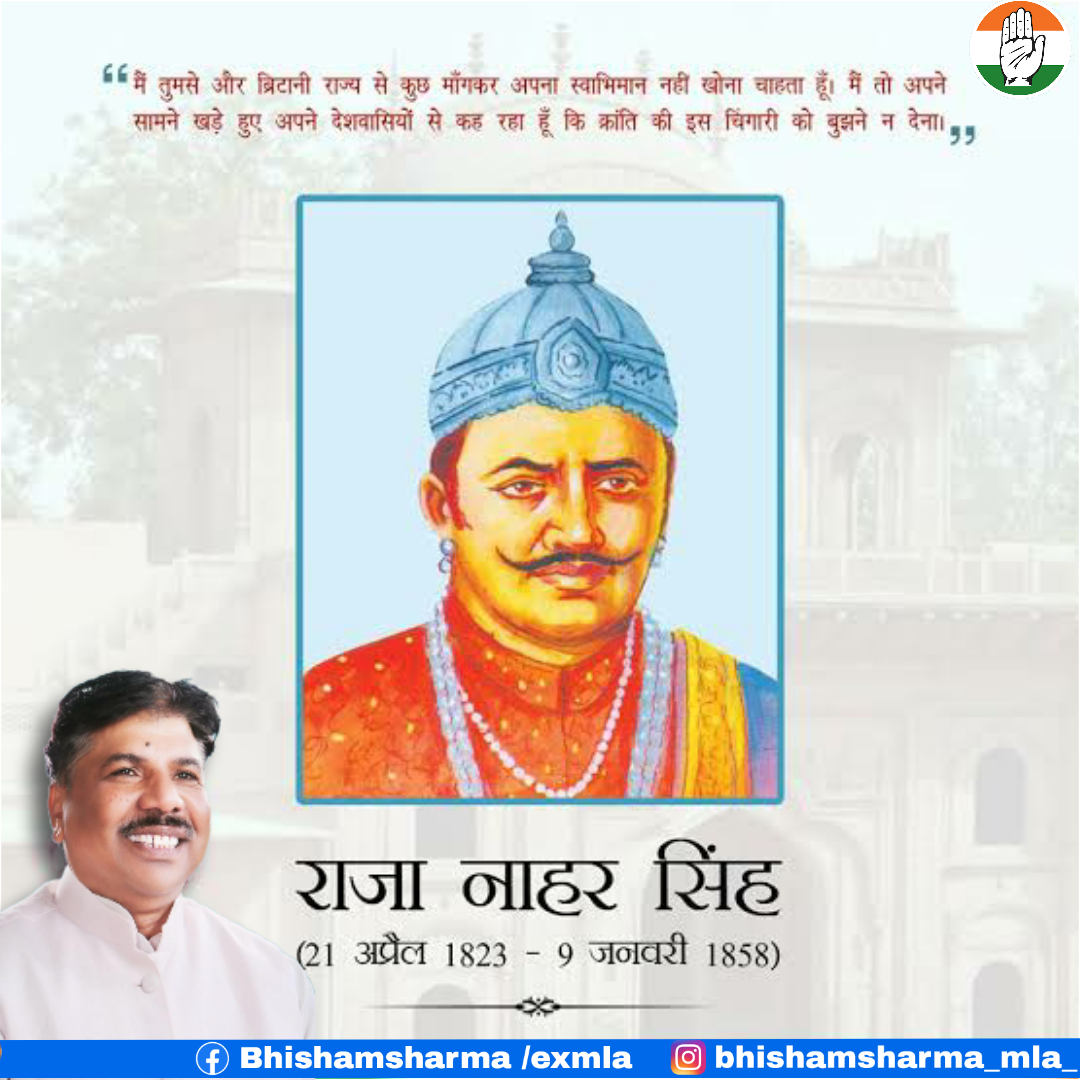 “ मैं तुमसे और ब्रिटानी राज्य से कुछ माँगकर अपना स्वाभिमान नहीं खोना चाहता हूँ। मैं तो अपने
सामने खड़े हुए अपने देशवासियों से कह रहा हूँ कि क्रांति की इस चिंगारी को बुझने न देना। ”
राजा नाहर सिंह
(21 अप्रैल 1823 - 9 जनवरी 1858)
Bhishamsharma /exmla bhishamsharma_mla_